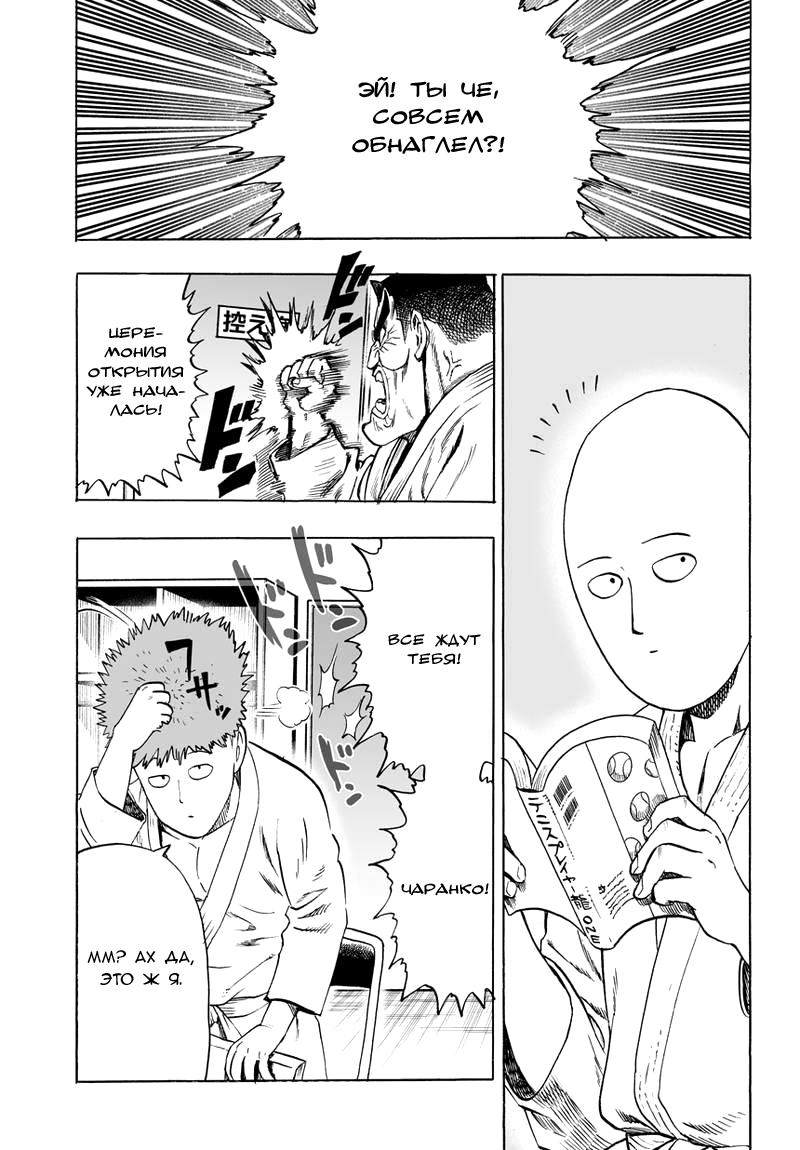 ЭЙ! ТЫ ЧЕ,
СОВСЕМ
ОБНАГЛЕЛ?!
ЦЕРЕ-
МОНИЯ
ОТКРЫТИЯ
УЖЕ НАЧА-
ЛАСЬ!
控え
ドン
ドン
ВСЕ ЖДУТ
ТЕБЯ!
ドン
ドン
フサッ
ЧАРАНКО!
ММ? АХ ДА,
ЭТО Ж Я.